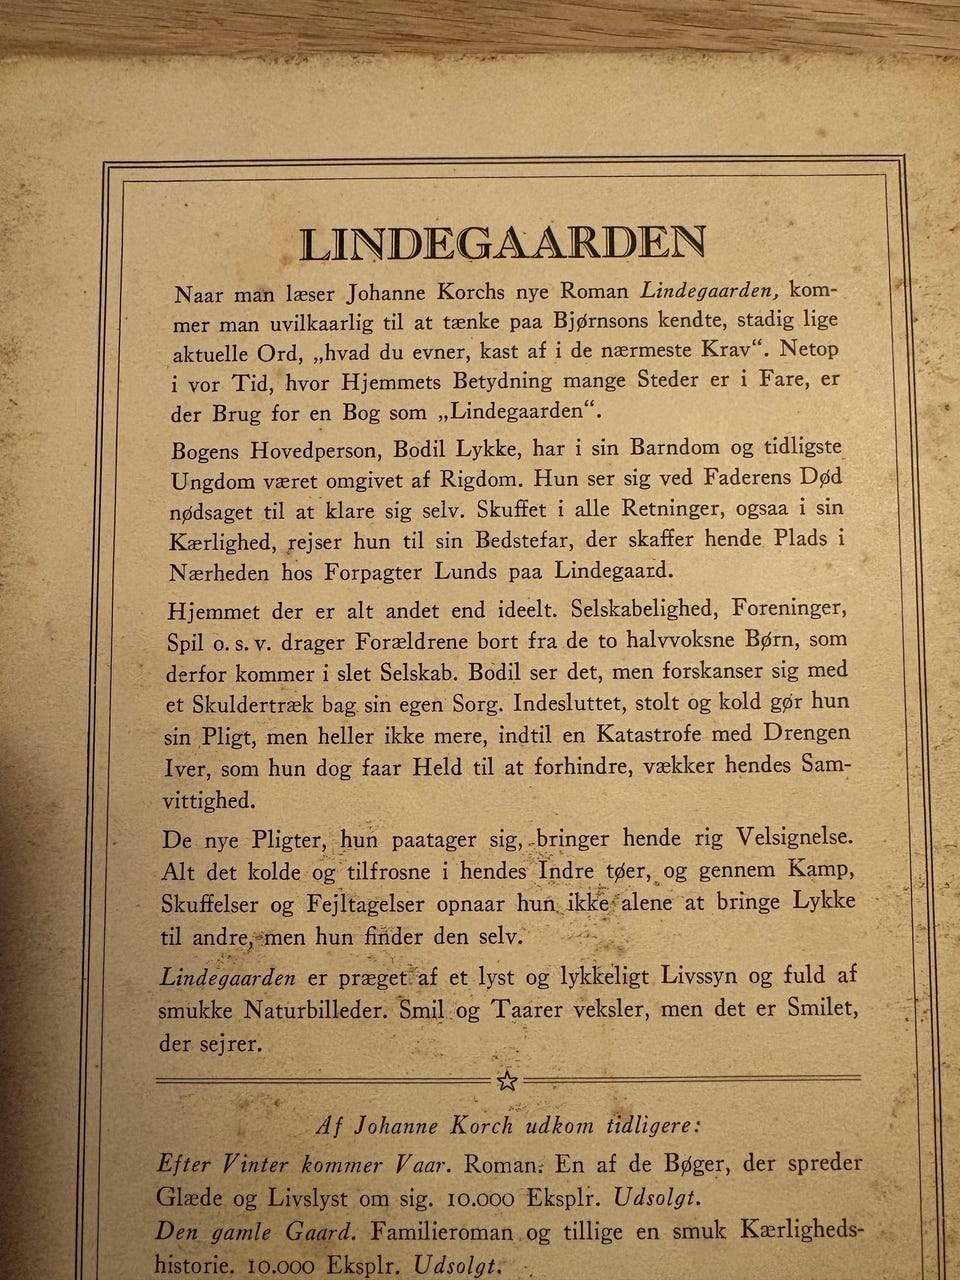 LINDEGAARDEN
Naar man læser Johanne Korchs nye Roman Lindegaarden, kom-
mer man uvilkaarlig til at tænke paa Bjørnsons kendte, stadig lige
aktuelle Ord, „hvad du evner, kast af i de nærmeste Krav“. Netop
i vor Tid, hvor Hjemmets Betydning mange Steder er i Fare, er
der Brug for en Bog som „Lindegaarden“.
Bogens Hovedperson, Bodil Lykke, har i sin Barndom og tidligste
Ungdom været omgivet af Rigdom. Hun ser sig ved Faderens Død
nødsaget til at klare sig selv. Skuffet i alle Retninger, ogsaa i sin
Kærlighed, rejser hun til sin Bedstefar, der skaffer hende Plads i
Nærheden hos Forpagter Lunds paa Lindegaard.
Hjemmet der er alt andet end ideelt. Selskabelighed, Foreninger,
Spil o. s. v. drager Forældrene bort fra de to halvvoksne Børn, som
derfor kommer i slet Selskab. Bodil ser det, men forskanser sig med
et Skuldertræk bag sin egen Sorg. Indesluttet, stolt og kold gør hun
sin Pligt, men heller ikke mere, indtil en Katastrofe med Drengen
Iver, som hun dog faar Held til at forhindre, vækker hendes Sam-
vittighed.
De nye Pligter, hun paatager sig, bringer hende rig Velsignelse.
Alt det kolde og tilfrosne i hendes Indre tøer, og gennem Kamp,
Skuffelser og Fejltagelser opnaar hun ikke alene at bringe Lykke
til andre, men hun finder den selv.
Lindegaarden er præget af et lyst og lykkeligt Livssyn og fuld af
smukke Naturbilleder. Smil og Taarer veksler, men det er Smilet,
der sejrer.
Af Johanne Korch udkom tidligere:
Efter Vinter kommer Vaar. Roman. En af de Bøger, der spreder
Glæde og Livslyst om sig. 10.000 Eksplr. Udsolgt.
Den gamle Gaard. Familieroman og tillige en smuk Kærligheds-
historie. 10.000 Eksplr. Udsolgt.